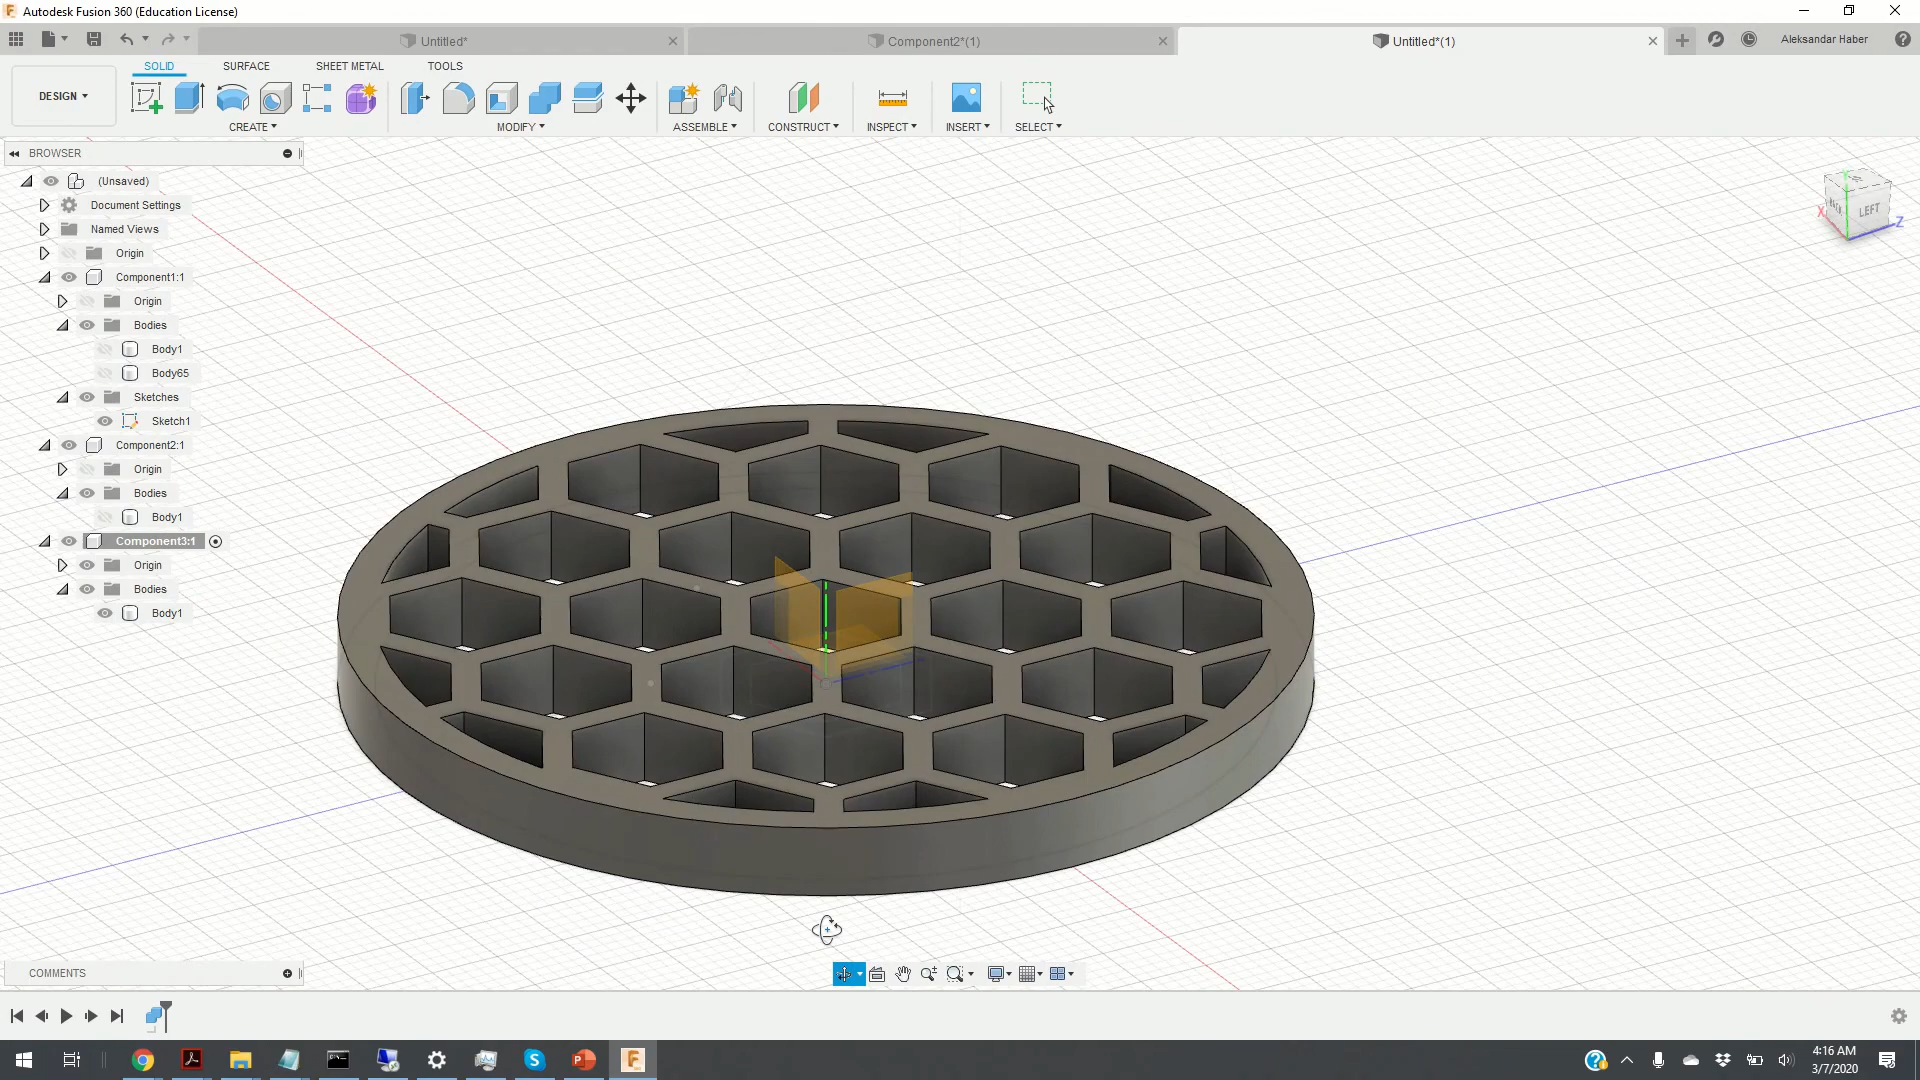 Autodesk Fusion 360 (Education License)
Untitled*
Component2*(1)
Untitled*(1)
Aleksandar Haber
SOLID
SURFACE
SHEET METAL
TOOLS
DESIGN
CREATE
MODIFY
ASSEMBLE
CONSTRUCT
INSPECT
INSERT
SELECT
BROWSER
(Unsaved)
Document Settings
Named Views
Origin
Component1:1
Origin
Bodies
Body1
Body65
Sketches
Sketch1
Component2:1
Origin
Bodies
Body1
Component3:1
Origin
Bodies
Body1
BACK
LEFT
X
Y
Z
COMMENTS
4:16 AM
3/7/2020